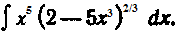 ∫ x⁵ (2 — 5x³)^{2/3} dx.